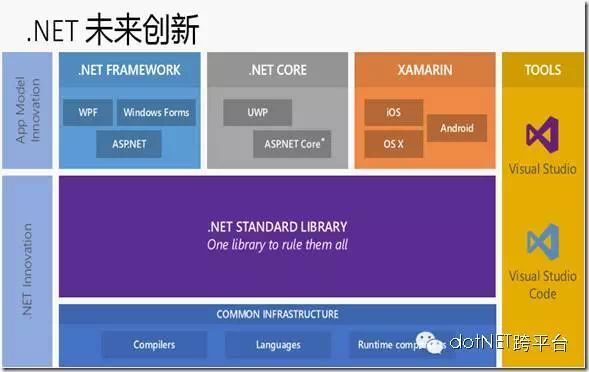 .NET 未来创新
App Model
Innovation
.NET FRAMEWORK
WPF
Windows Forms
ASP.NET
.NET CORE
UWP
ASP.NET Core*
XAMARIN
iOS
Android
OS X
TOOLS
Visual Studio
Visual Studio
Code
.NET Innovation
.NET STANDARD LIBRARY
One library to rule them all
COMMON INFRASTRUCTURE
Compilers
Languages
Runtime
dotNET跨平台